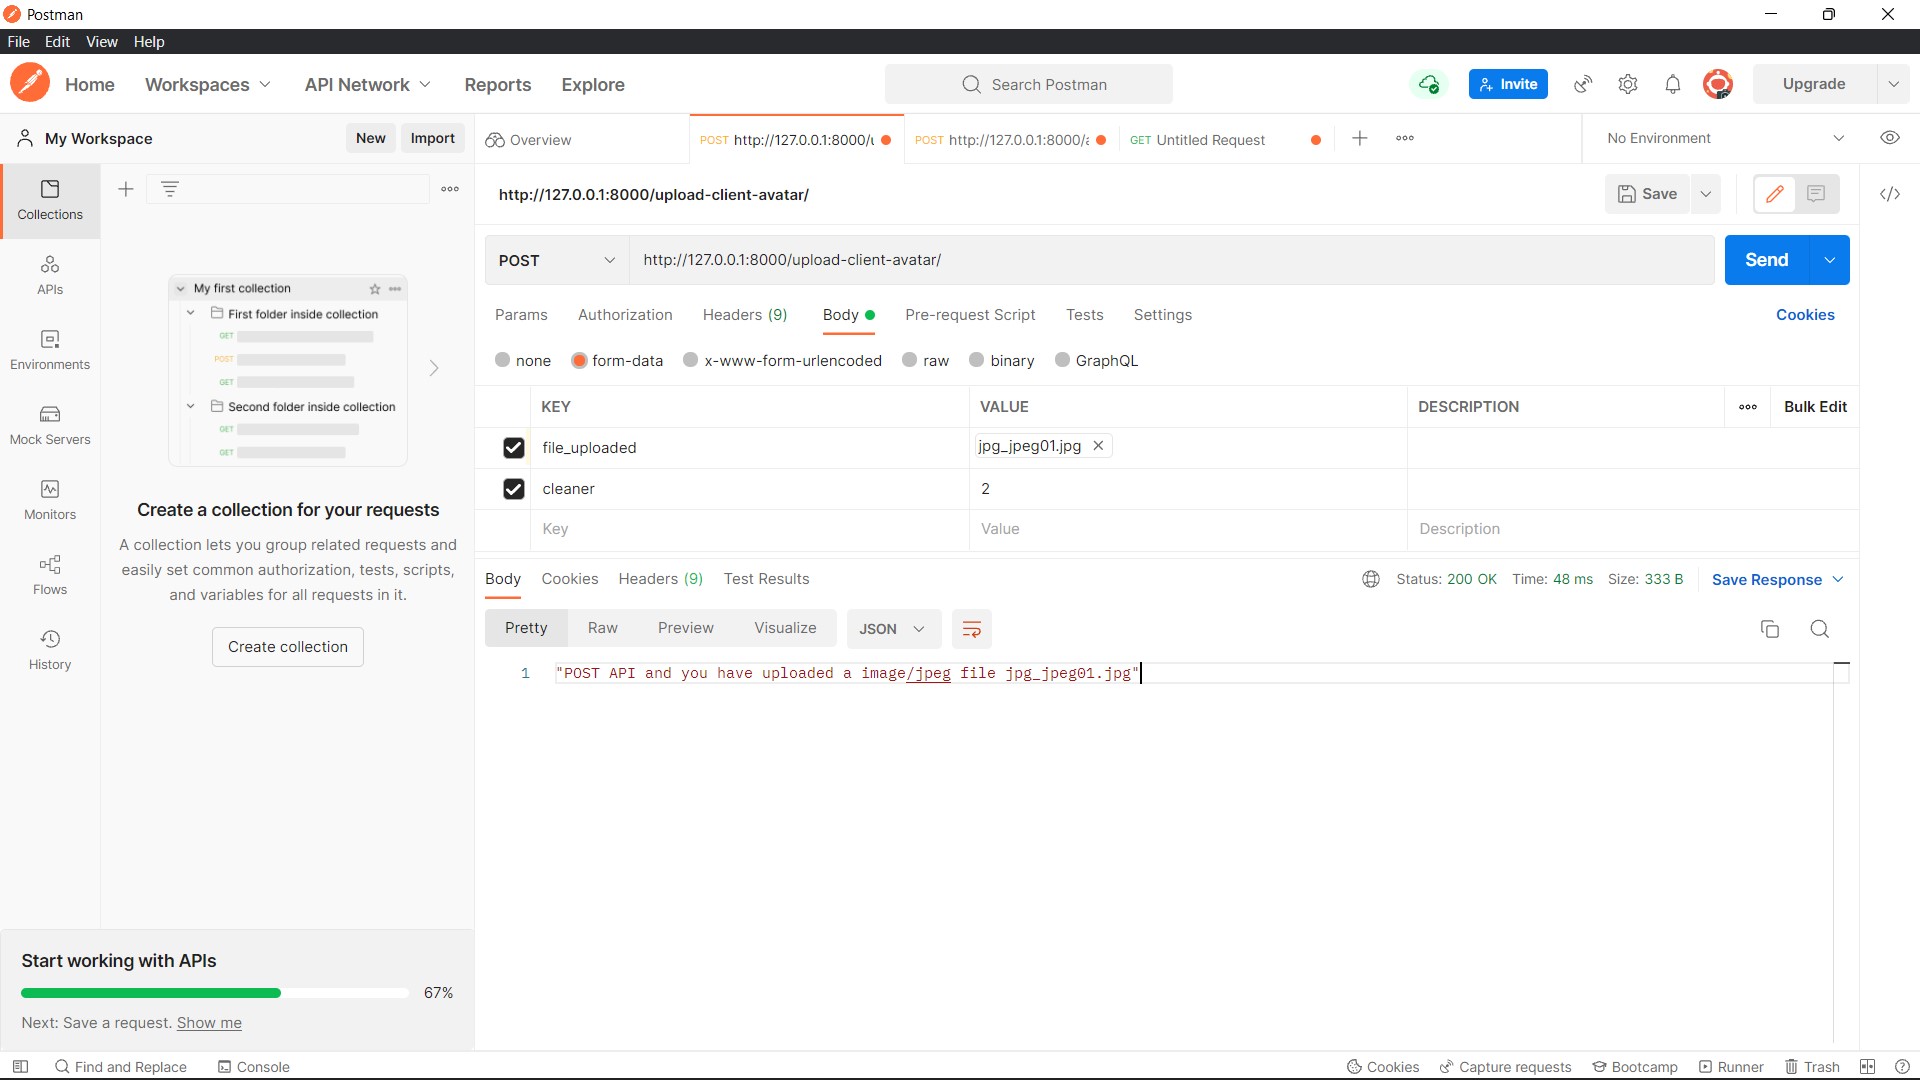 Postman
File Edit View Help
Home Workspaces API Network Reports Explore Search Postman Invite Upgrade
My Workspace New Import
Overview POST http://127.0.0.1:8000/u POST http://127.0.0.1:8000/a GET Untitled Request No Environment
Collections
APIs
Environments
Mock Servers
Monitors
Flows
History
My first collection
First folder inside collection
GET
POST
GET
Second folder inside collection
GET
GET
Create a collection for your requests
A collection lets you group related requests and
easily set common authorization, tests, scripts,
and variables for all requests in it.
Create collection
Start working with APIs
67%
Next: Save a request. Show me
http://127.0.0.1:8000/upload-client-avatar/ Save
POST http://127.0.0.1:8000/upload-client-avatar/ Send
Params Authorization Headers (9) Body Pre-request Script Tests Settings Cookies
none form-data x-www-form-urlencoded raw binary GraphQL
KEY VALUE DESCRIPTION Bulk Edit
file_uploaded jpg_jpeg01.jpg
cleaner 2
Key Value Description
Body Cookies Headers (9) Test Results Status: 200 OK Time: 48 ms Size: 333 B Save Response
Pretty Raw Preview Visualize JSON
1 "POST API and you have uploaded a image/jpeg file jpg_jpeg01.jpg"
Find and Replace Console Cookies Capture requests Bootcamp Runner Trash